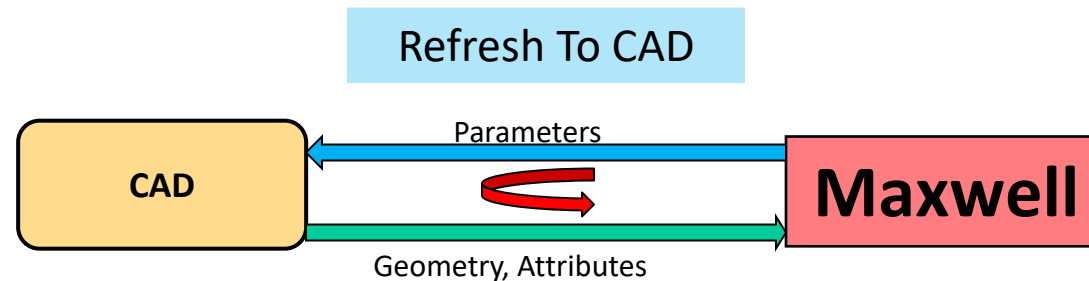 Refresh To CAD
Parameters
CAD
Maxwell
Geometry, Attributes